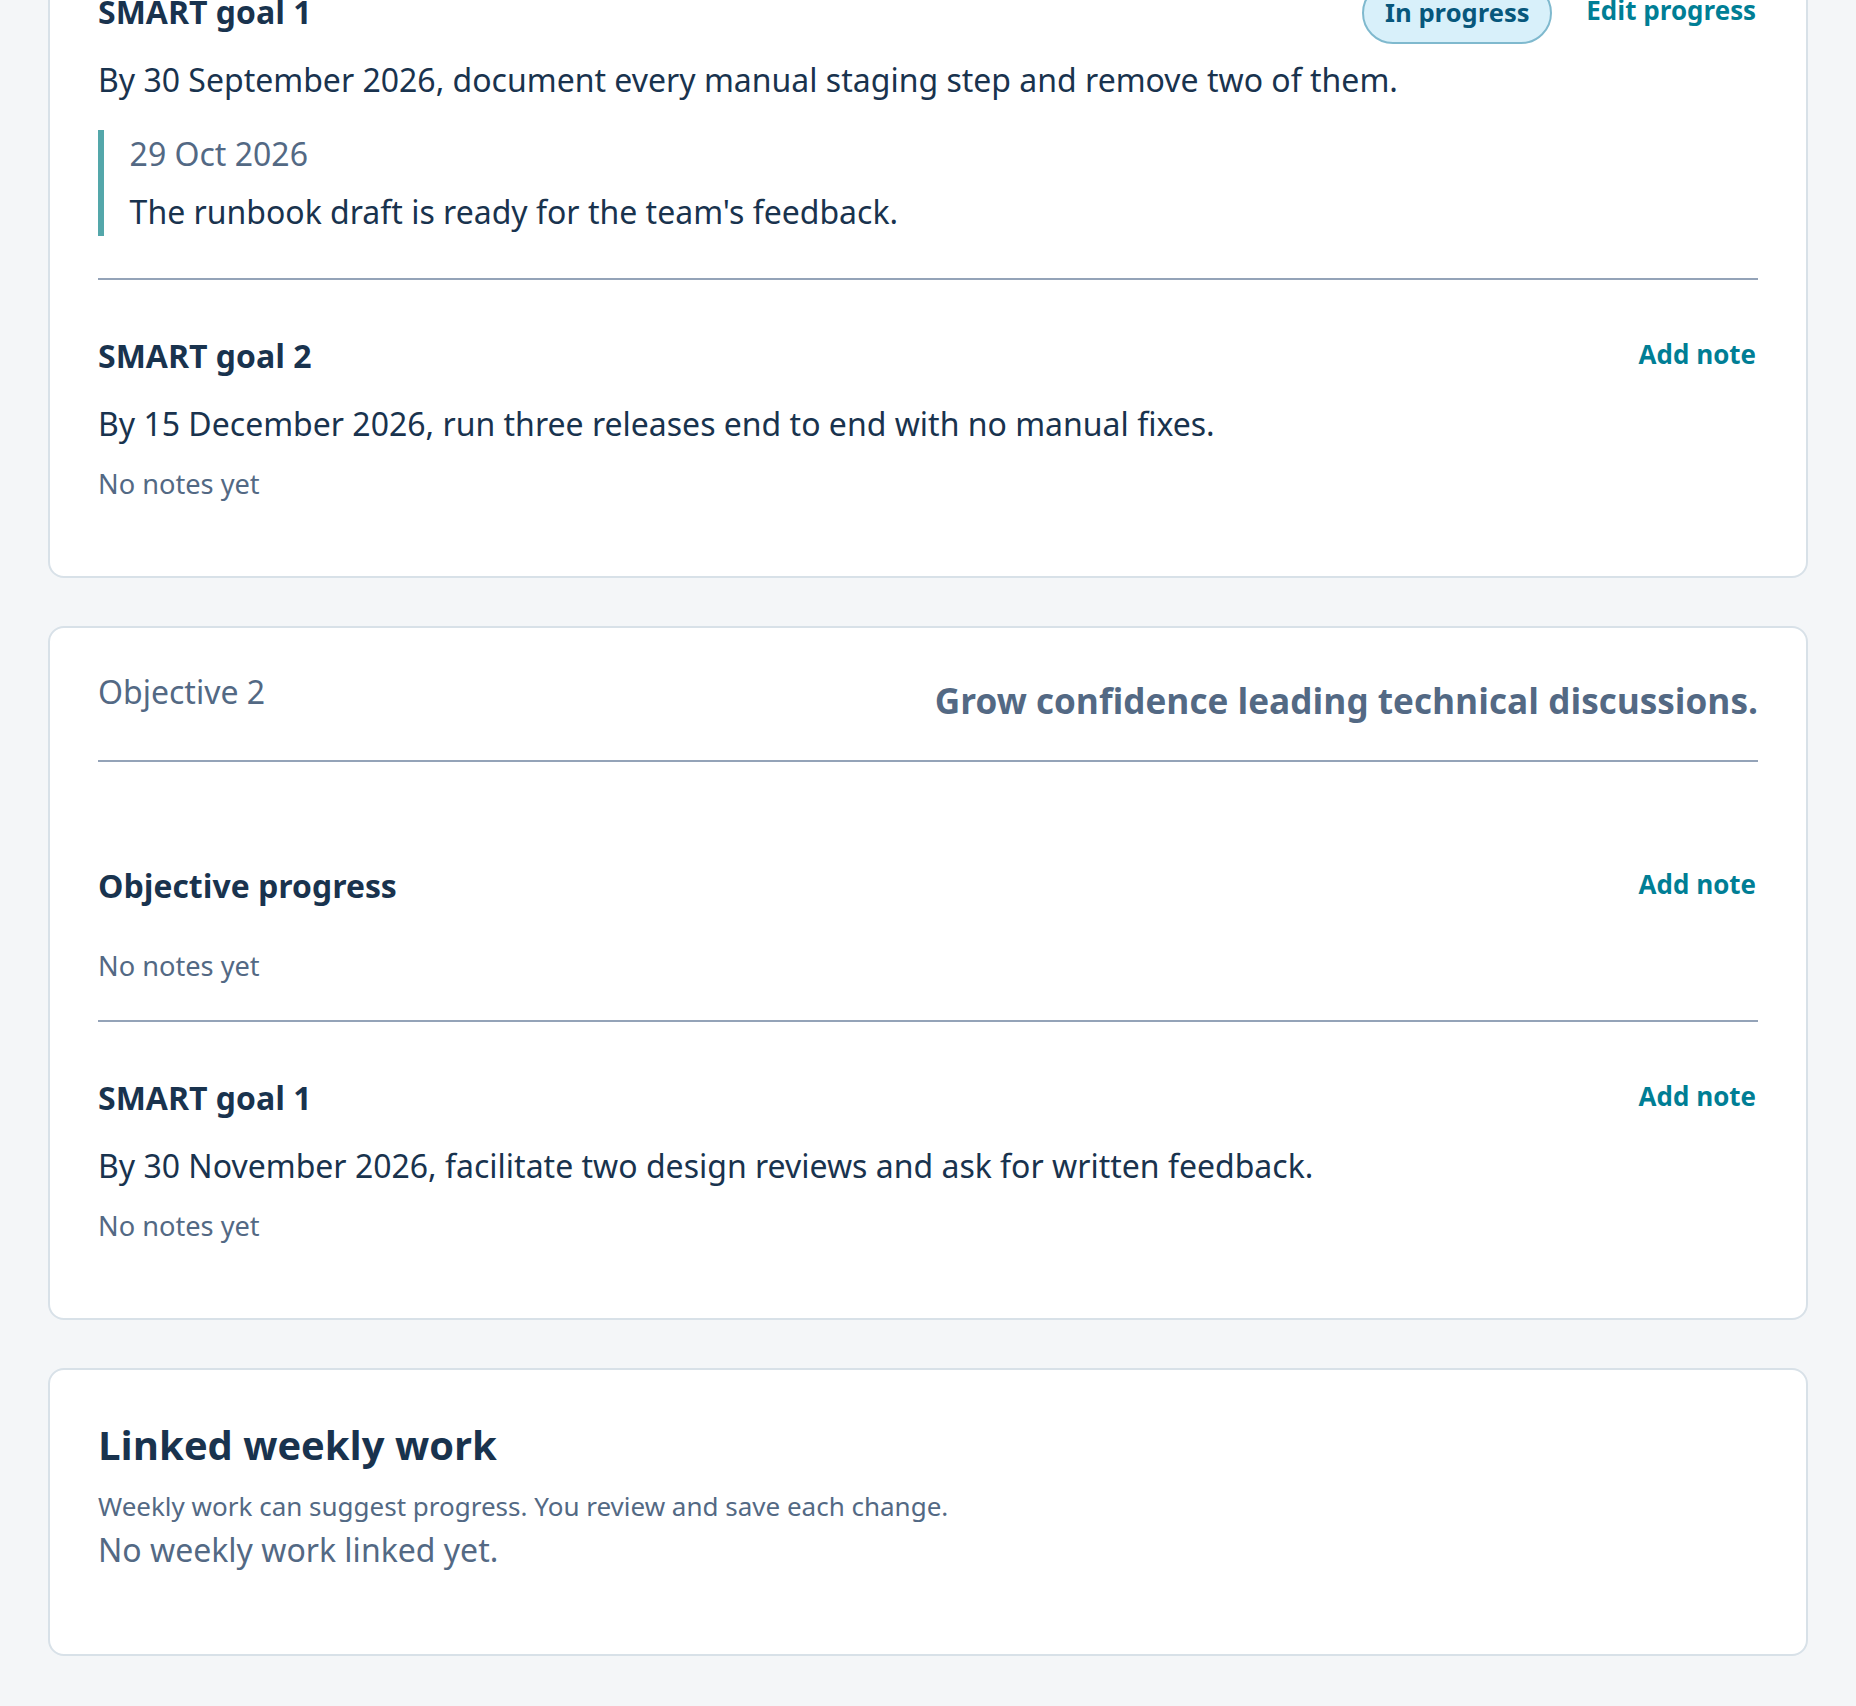 SMART goal 1
In progress
Edit progress
By 30 September 2026, document every manual staging step and remove two of them.
29 Oct 2026
The runbook draft is ready for the team's feedback.
SMART goal 2
Add note
By 15 December 2026, run three releases end to end with no manual fixes.
No notes yet
Objective 2
Grow confidence leading technical discussions.
Objective progress
Add note
No notes yet
SMART goal 1
Add note
By 30 November 2026, facilitate two design reviews and ask for written feedback.
No notes yet
Linked weekly work
Weekly work can suggest progress. You review and save each change.
No weekly work linked yet.